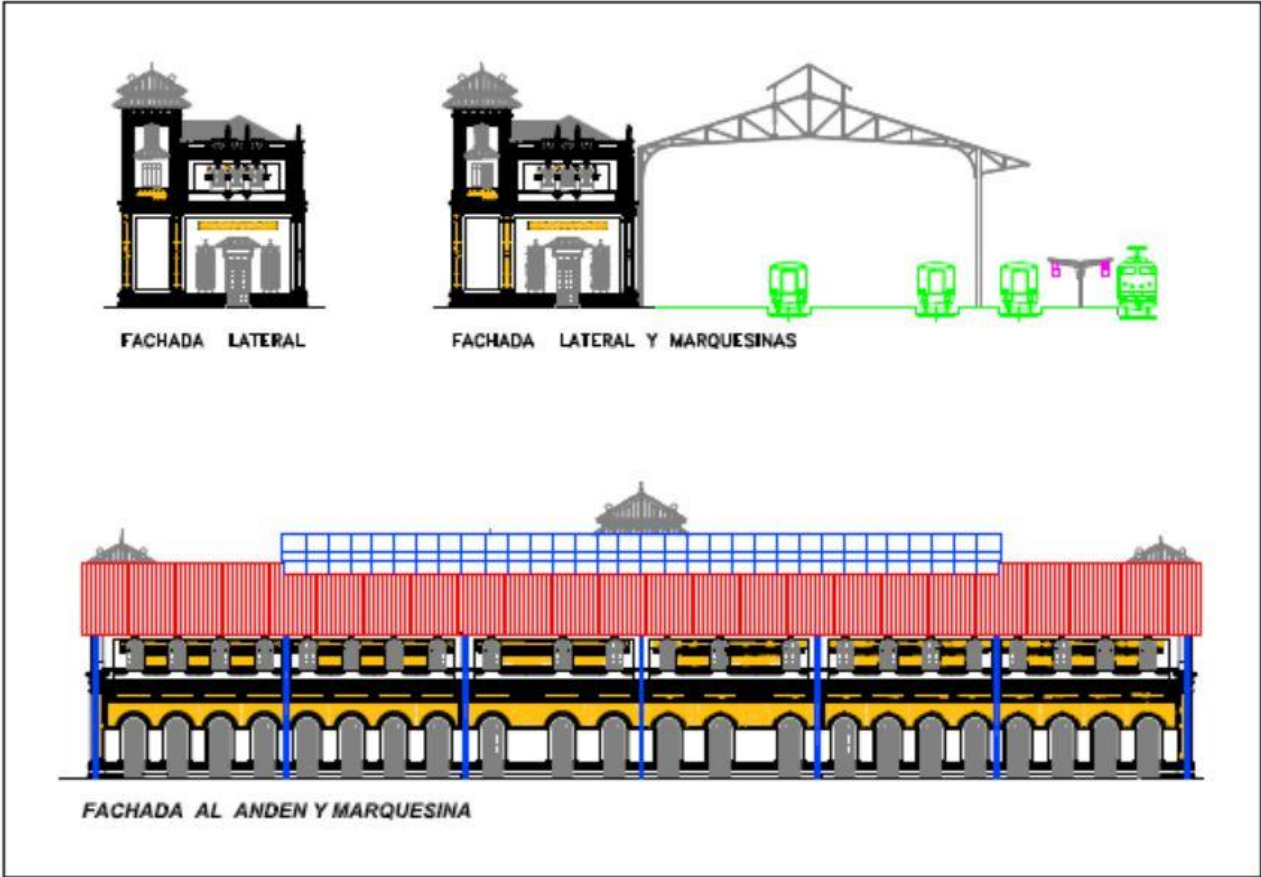 FACHADA LATERAL
FACHADA LATERAL Y MARQUESINAS
FACHADA AL ANDEN Y MARQUESINA